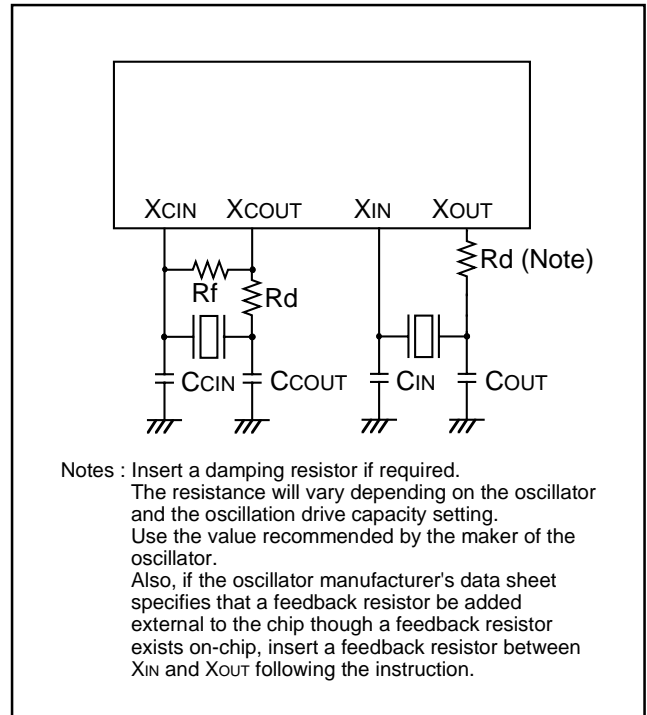 XCIN XCOUT XIN XOUT
Rd (Note)
Rf Rd
CCIN CCOUT CIN COUT
Notes : Insert a damping resistor if required.
The resistance will vary depending on the oscillator
and the oscillation drive capacity setting.
Use the value recommended by the maker of the
oscillator.
Also, if the oscillator manufacturer's data sheet
specifies that a feedback resistor be added
external to the chip though a feedback resistor
exists on-chip, insert a feedback resistor between
XIN and XOUT following the instruction.